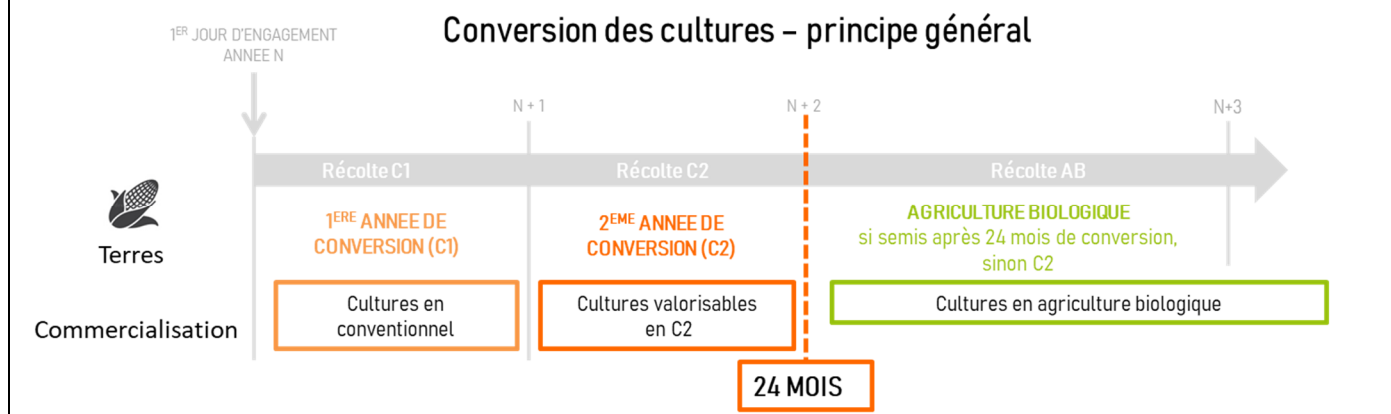 Conversion des cultures – principe général
1ER JOUR D'ENGAGEMENT
ANNEE N
N + 1
N + 2
N+3
Récolte C1
Récolte C2
Récolte AB
Terres
1ERE ANNEE DE
CONVERSION (C1)
2EME ANNEE DE
CONVERSION (C2)
AGRICULTURE BIOLOGIQUE
si semis après 24 mois de conversion,
sinon C2
Commercialisation
Cultures en
conventionnel
Cultures valorisables
en C2
Cultures en agriculture biologique
24 MOIS